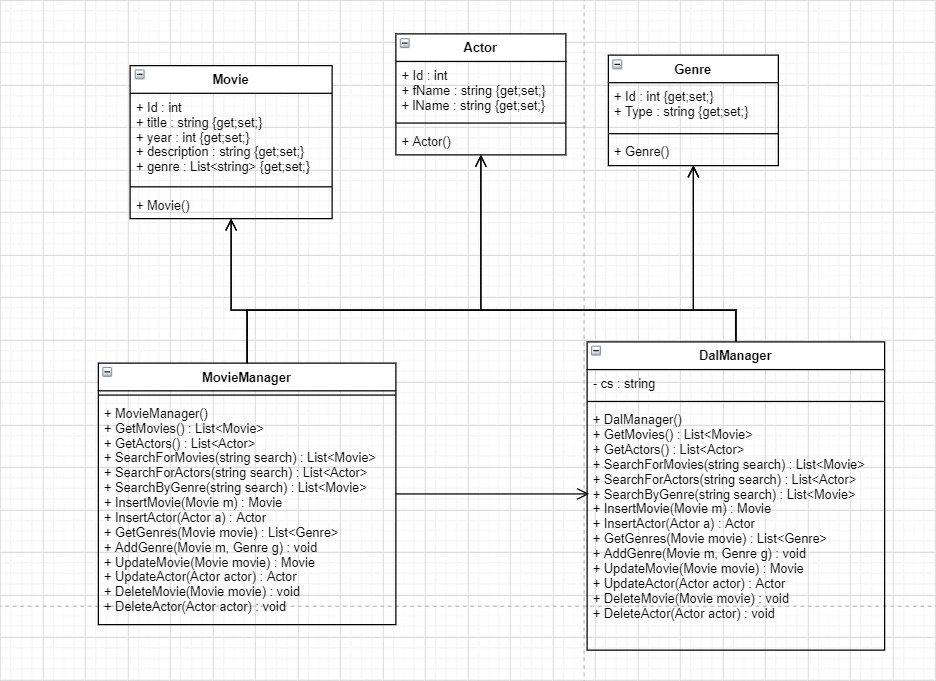 Movie
+ Id : int
+ title : string {get;set;}
+ year : int {get;set;}
+ description : string {get;set;}
+ genre : List<string> {get;set;}
+ Movie()
Actor
+ Id : int
+ fName : string {get;set;}
+ lName : string {get;set;}
+ Actor()
Genre
+ Id : int {get;set;}
+ Type : string {get;set;}
+ Genre()
MovieManager
+ MovieManager()
+ GetMovies() : List<Movie>
+ GetActors() : List<Actor>
+ SearchForMovies(string search) : List<Movie>
+ SearchForActors(string search) : List<Actor>
+ SearchByGenre(string search) : List<Movie>
+ InsertMovie(Movie m) : Movie
+ InsertActor(Actor a) : Actor
+ GetGenres(Movie movie) : List<Genre>
+ AddGenre(Movie m, Genre g) : void
+ UpdateMovie(Movie movie) : Movie
+ UpdateActor(Actor actor) : Actor
+ DeleteMovie(Movie movie) : void
+ DeleteActor(Actor actor) : void
DalManager
- cs : string
+ DalManager()
+ GetMovies() : List<Movie>
+ GetActors() : List<Actor>
+ SearchForMovies(string search) : List<Movie>
+ SearchForActors(string search) : List<Actor>
+ SearchByGenre(string search) : List<Movie>
+ InsertMovie(Movie m) : Movie
+ InsertActor(Actor a) : Actor
+ GetGenres(Movie movie) : List<Genre>
+ AddGenre(Movie m, Genre g) : void
+ UpdateMovie(Movie movie) : Movie
+ UpdateActor(Actor actor) : Actor
+ DeleteMovie(Movie movie) : void
+ DeleteActor(Actor actor) : void